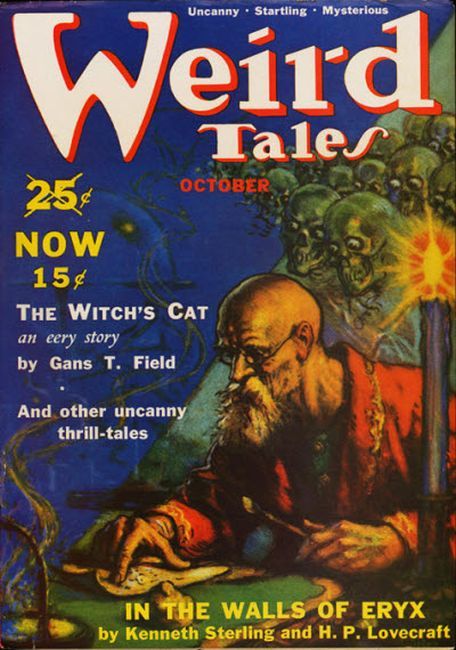 Uncanny · Startling · Mysterious
Weird
Tales
OCTOBER
25¢
NOW
15¢
THE WITCH'S CAT
an eery story
by Gans T. Field
·
And other uncanny
thrill-tales
IN THE WALLS OF ERYX
by Kenneth Sterling and H. P. Lovecraft